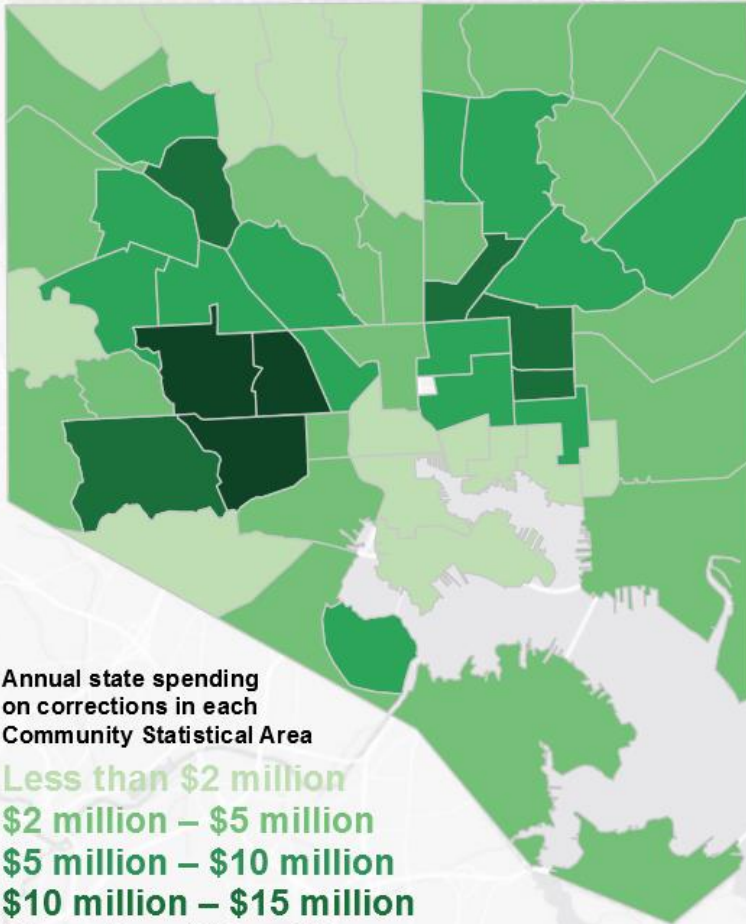 Annual state spending
on corrections in each
Community Statistical Area
Less than $2 million
$2 million – $5 million
$5 million – $10 million
$10 million – $15 million